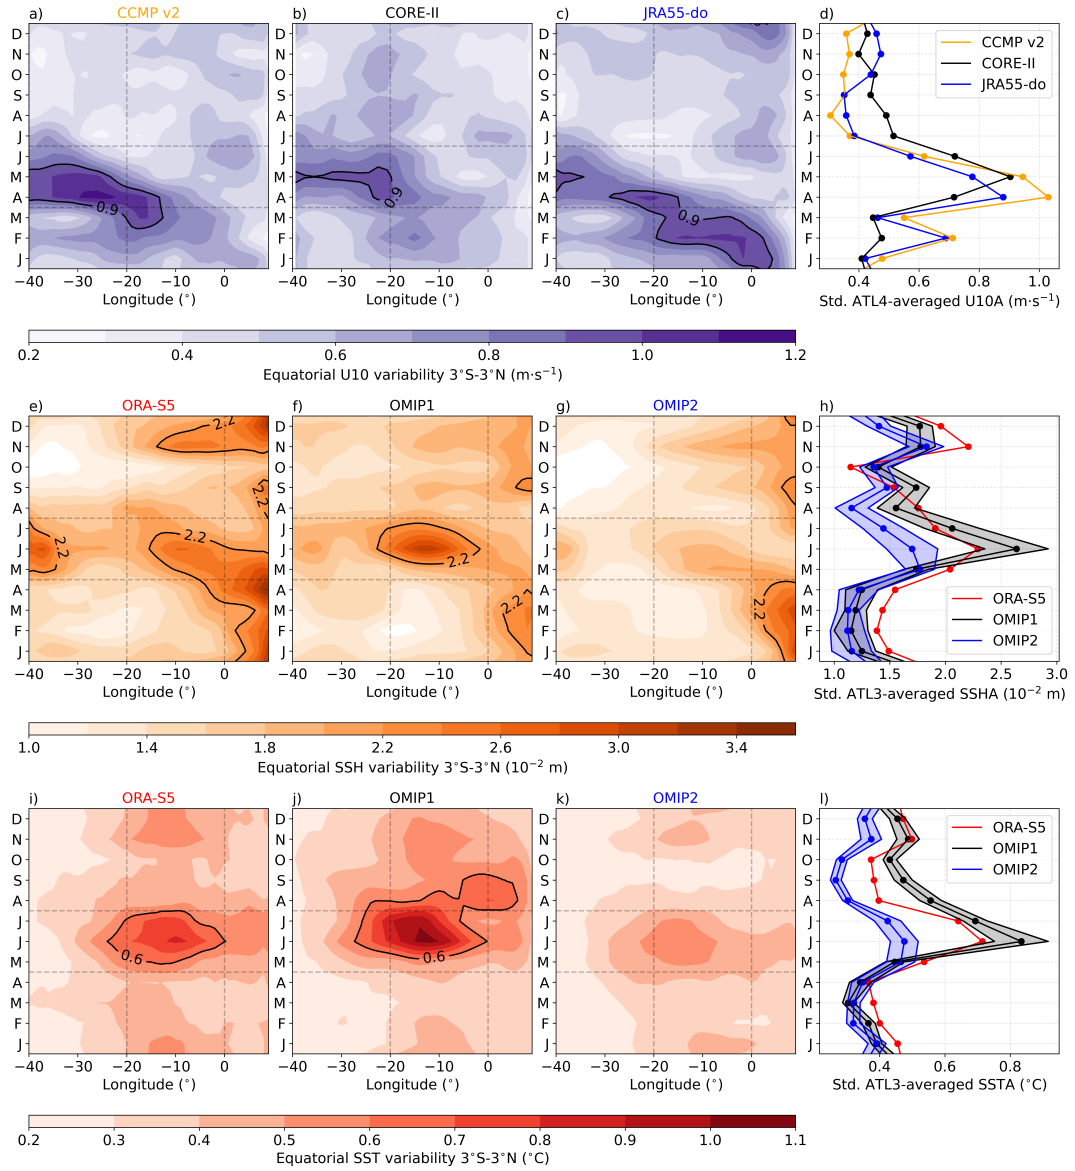 a) CCMP v2 b) CORE-II c) JRA55-do d)
D
N
O
S
A
J
J
M
A
M
F
J
0.9
−40 −30 −20 −10 0
Longitude (°)
D
N
O
S
A
J
J
M
A
M
F
J
0.9
−40 −30 −20 −10 0
Longitude (°)
D
N
O
S
A
J
J
M
A
M
F
J
0.9
−40 −30 −20 −10 0
Longitude (°)
D
N
O
S
A
J
J
M
A
M
F
J
CCMP v2
CORE-II
JRA55-do
0.4 0.6 0.8 1.0
Std. ATL4-averaged U10A (m·s⁻¹)
0.2 0.4 0.6 0.8 1.0 1.2
Equatorial U10 variability 3°S-3°N (m·s⁻¹)
e) ORA-S5 f) OMIP1 g) OMIP2 h)
D
N
O
S
A
J
J
M
A
M
F
J
2.2
2.2
2.2
2.2
−40 −30 −20 −10 0
Longitude (°)
D
N
O
S
A
J
J
M
A
M
F
J
2.2
2.2
−40 −30 −20 −10 0
Longitude (°)
D
N
O
S
A
J
J
M
A
M
F
J
2.2
−40 −30 −20 −10 0
Longitude (°)
D
N
O
S
A
J
J
M
A
M
F
J
ORA-S5
OMIP1
OMIP2
1.0 1.5 2.0 2.5 3.0
Std. ATL3-averaged SSHA (10⁻² m)
1.0 1.4 1.8 2.2 2.6 3.0 3.4
Equatorial SSH variability 3°S-3°N (10⁻² m)
i) ORA-S5 j) OMIP1 k) OMIP2 l)
D
N
O
S
A
J
J
M
A
M
F
J
0.6
−40 −30 −20 −10 0
Longitude (°)
D
N
O
S
A
J
J
M
A
M
F
J
0.6
−40 −30 −20 −10 0
Longitude (°)
D
N
O
S
A
J
J
M
A
M
F
J
−40 −30 −20 −10 0
Longitude (°)
D
N
O
S
A
J
J
M
A
M
F
J
ORA-S5
OMIP1
OMIP2
0.4 0.6 0.8
Std. ATL3-averaged SSTA (°C)
0.2 0.3 0.4 0.5 0.6 0.7 0.8 0.9 1.0 1.1
Equatorial SST variability 3°S-3°N (°C)